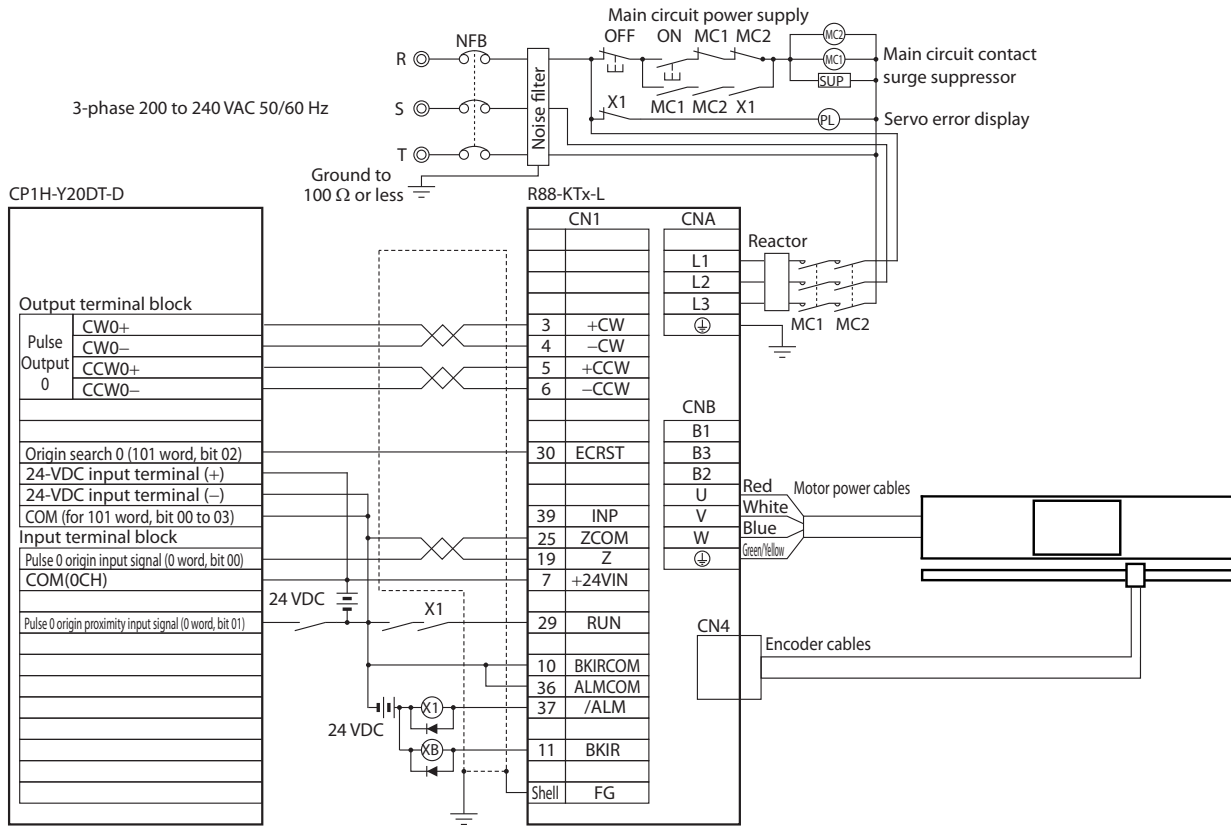 Main circuit power supply
OFF ON MC1 MC2
MC2
NFB
R
MC1
Main circuit contact
surge suppressor
SUP
Noise filter
3-phase 200 to 240 VAC 50/60 Hz
S
X1
MC1 MC2 X1
PL
Servo error display
T
Ground to
100 Ω or less
CP1H-Y20DT-D
R88-KTx-L
CN1
CNA
Reactor
L1
L2
L3
MC1 MC2
Output terminal block
Pulse
Output
0
CW0+
CW0−
CCW0+
CCW0−
3 +CW
4 −CW
5 +CCW
6 −CCW
CNB
B1
B3
B2
U
V
W
Origin search 0 (101 word, bit 02)
30 ECRST
24-VDC input terminal (+)
24-VDC input terminal (−)
COM (for 101 word, bit 00 to 03)
39 INP
Input terminal block
25 ZCOM
Pulse 0 origin input signal (0 word, bit 00)
19 Z
COM(0CH)
7 +24VIN
Red
White
Blue
Green/Yellow
Motor power cables
24 VDC
X1
Pulse 0 origin proximity input signal (0 word, bit 01)
29 RUN
CN4
Encoder cables
10 BKIRCOM
36 ALMCOM
37 /ALM
X1
24 VDC
XB
11 BKIR
Shell FG